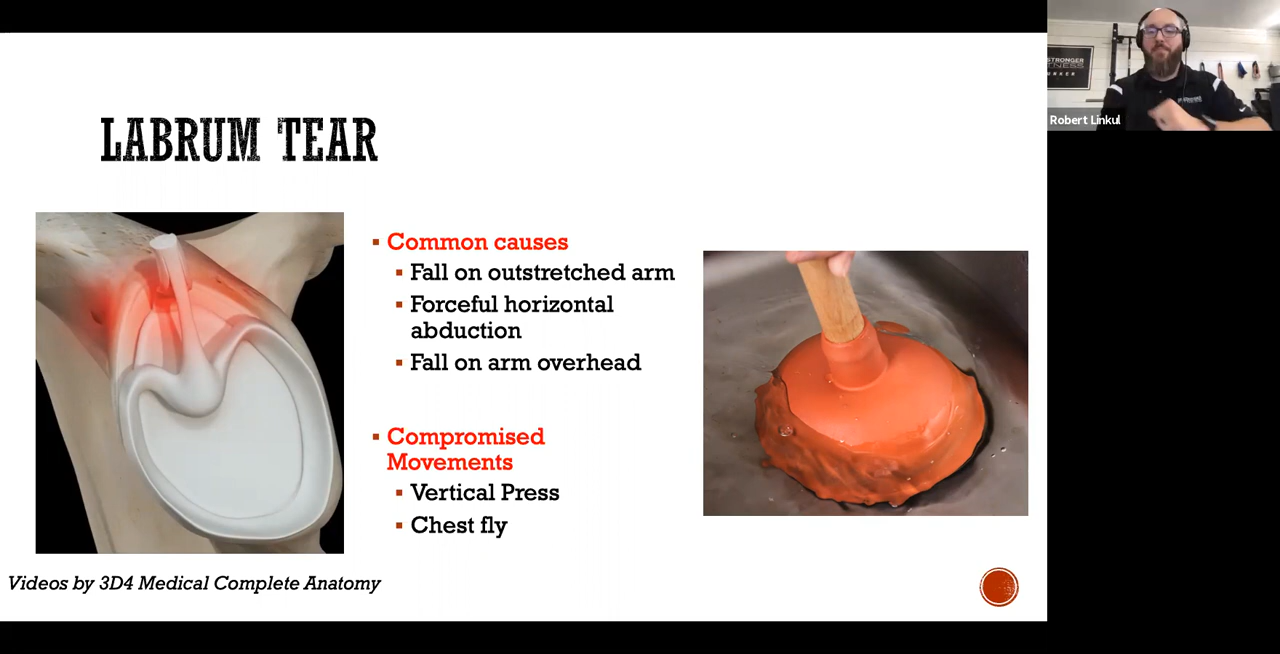 LABRUM TEAR
Common causes
Fall on outstretched arm
Forceful horizontal
abduction
Fall on arm overhead
Compromised
Movements
Vertical Press
Chest fly
Videos by 3D4 Medical Complete Anatomy
STRONGER
Robert Linkul